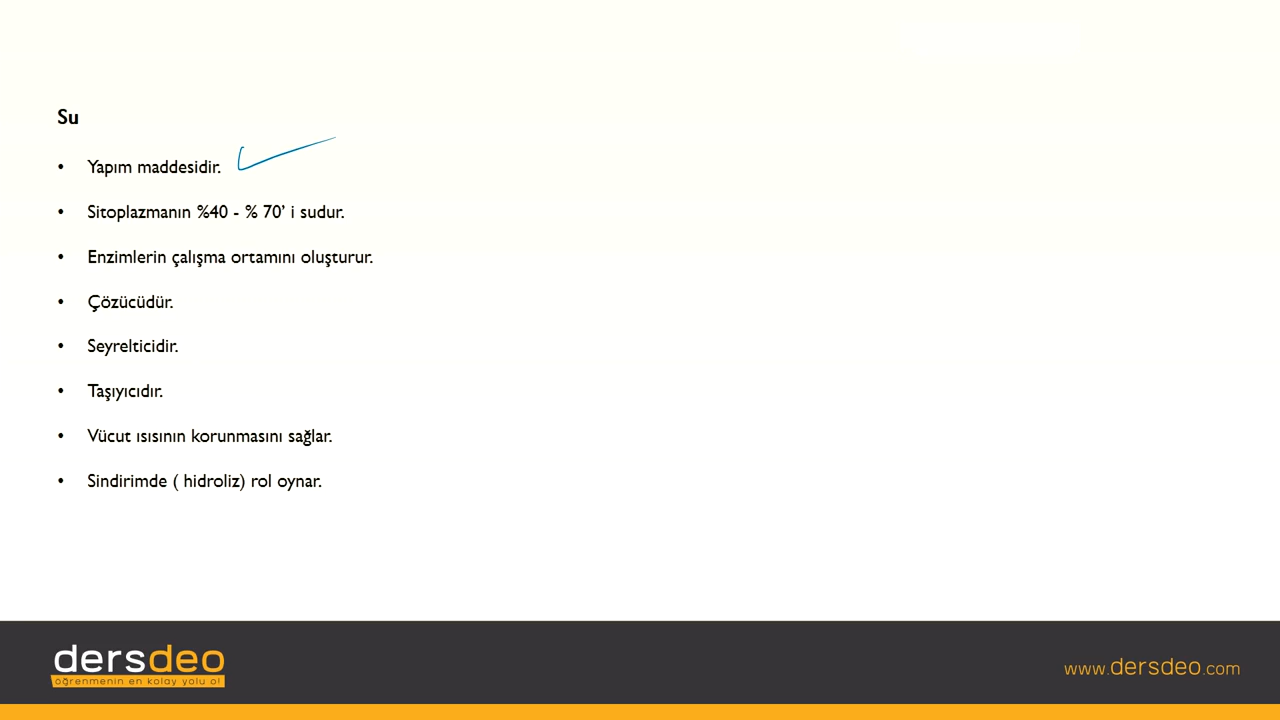 Su
• Yapım maddesidir.
• Sitoplazmanın %40 - % 70’ i sudur.
• Enzimlerin çalışma ortamını oluşturur.
• Çözücüdür.
• Seyrelticidir.
• Taşıyıcıdır.
• Vücut ısısının korunmasını sağlar.
• Sindirimde ( hidroliz) rol oynar.
dersdeo
öğrenmenin en kolay yolu o!
www.dersdeo.com